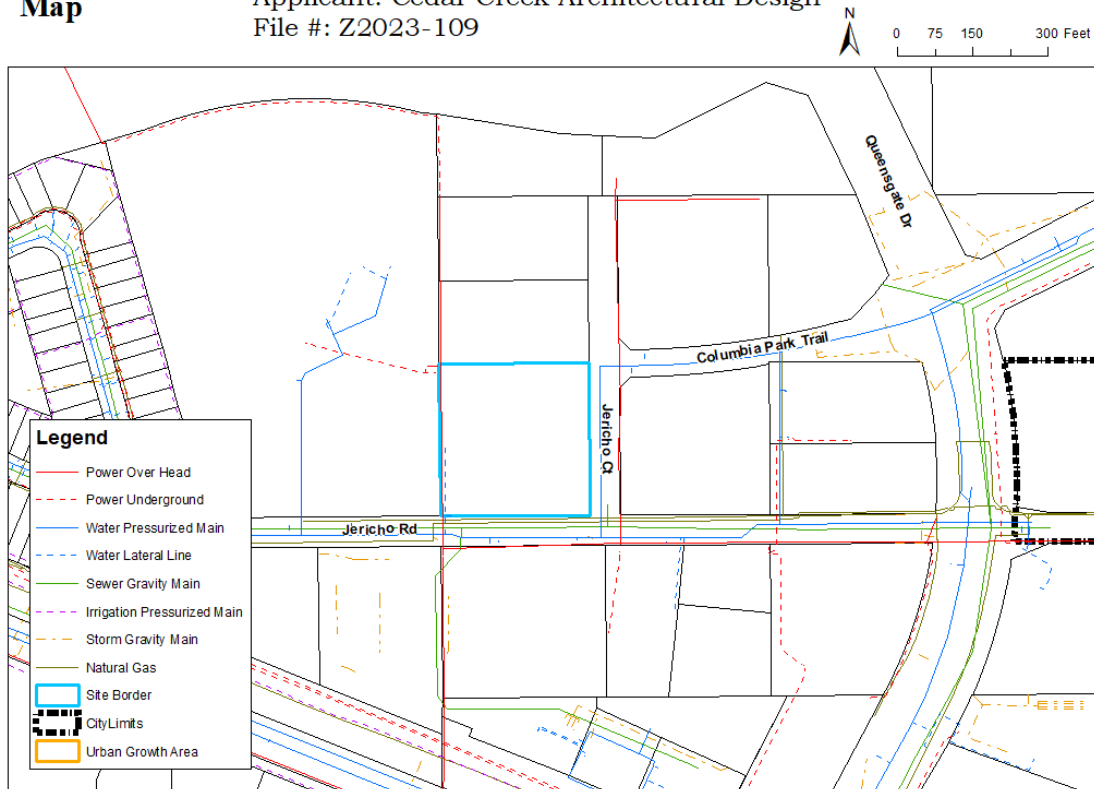 Map
Applicant: Cedar Creek Architectural Design
File #: Z2023-109
N
0 75 150 300 Feet
Queensgate Dr
Columbia Park Trail
Jericho Ct
Jericho Rd
Legend
Power Over Head
Power Underground
Water Pressurized Main
Water Lateral Line
Sewer Gravity Main
Irrigation Pressurized Main
Storm Gravity Main
Natural Gas
Site Border
CityLimits
Urban Growth Area